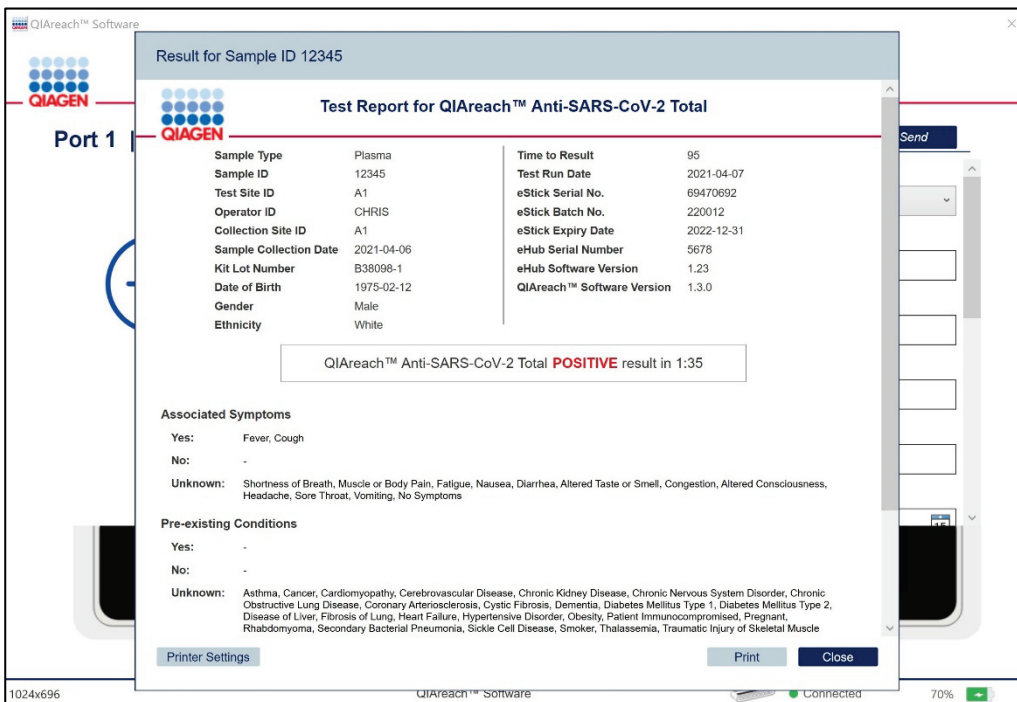 QIAreach™ Software
Result for Sample ID 12345
QIAGEN
QIAGEN
Test Report for QIAreach™ Anti-SARS-CoV-2 Total
Port 1
Send
Sample Type Plasma
Sample ID 12345
Test Site ID A1
Operator ID CHRIS
Collection Site ID A1
Sample Collection Date 2021-04-06
Kit Lot Number B38098-1
Date of Birth 1975-02-12
Gender Male
Ethnicity White
Time to Result 95
Test Run Date 2021-04-07
eStick Serial No. 69470692
eStick Batch No. 220012
eStick Expiry Date 2022-12-31
eHub Serial Number 5678
eHub Software Version 1.23
QIAreach™ Software Version 1.3.0
QIAreach™ Anti-SARS-CoV-2 Total POSITIVE result in 1:35
Associated Symptoms
Yes: Fever, Cough
No: -
Unknown: Shortness of Breath, Muscle or Body Pain, Fatigue, Nausea, Diarrhea, Altered Taste or Smell, Congestion, Altered Consciousness,
Headache, Sore Throat, Vomiting, No Symptoms
Pre-existing Conditions
Yes: -
No: -
Unknown: Asthma, Cancer, Cardiomyopathy, Cerebrovascular Disease, Chronic Kidney Disease, Chronic Nervous System Disorder, Chronic
Obstructive Lung Disease, Coronary Arteriosclerosis, Cystic Fibrosis, Dementia, Diabetes Mellitus Type 1, Diabetes Mellitus Type 2,
Disease of Liver, Fibrosis of Lung, Heart Failure, Hypertensive Disorder, Obesity, Patient Immunocompromised, Pregnant,
Rhabdomyoma, Secondary Bacterial Pneumonia, Sickle Cell Disease, Smoker, Thalassemia, Traumatic Injury of Skeletal Muscle
Printer Settings
Print
Close
1024x696
QIAreach™ Software
Connected
70%